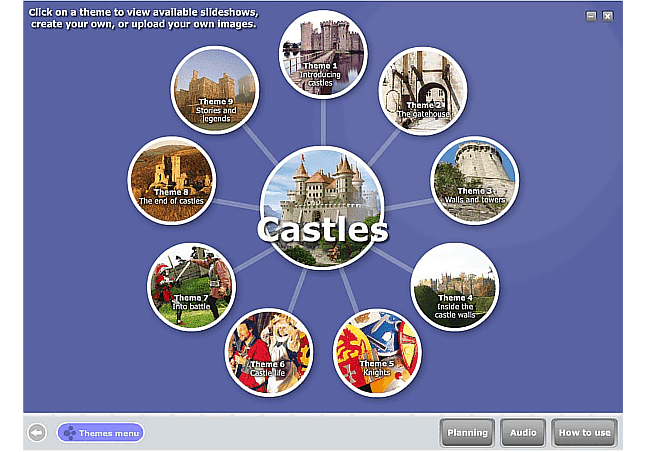 Click on a theme to view available slideshows,
create your own, or upload your own images.
Theme 1
Introducing
castles
Theme 2
The gatehouse
Theme 3
Walls and towers
Theme 4
Inside the
castle walls
Theme 5
Knights
Theme 6
Castle life
Theme 7
Into battle
Theme 8
The end of castles
Theme 9
Stories and
legends
Castles
Themes menu
Planning
Audio
How to use